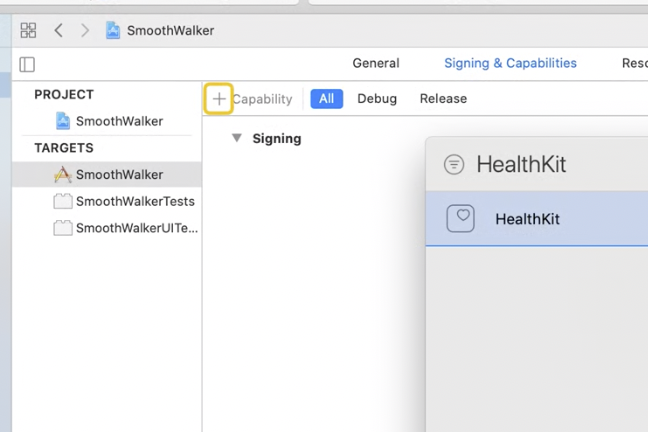 SmoothWalker
General Signing & Capabilities Reso
PROJECT
SmoothWalker
TARGETS
SmoothWalker
SmoothWalkerTests
SmoothWalkerUITe...
+ Capability All Debug Release
Signing
HealthKit
HealthKit